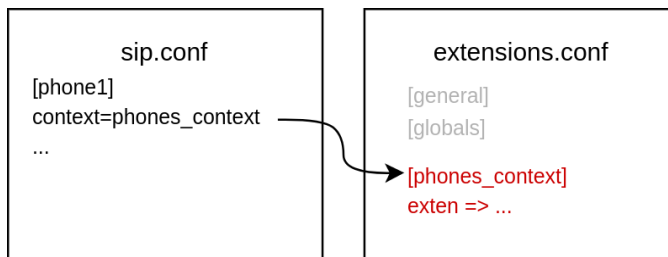 sip.conf
[phone1]
context=phones_context
...
extensions.conf
[general]
[globals]
[phones_context]
exten => ...